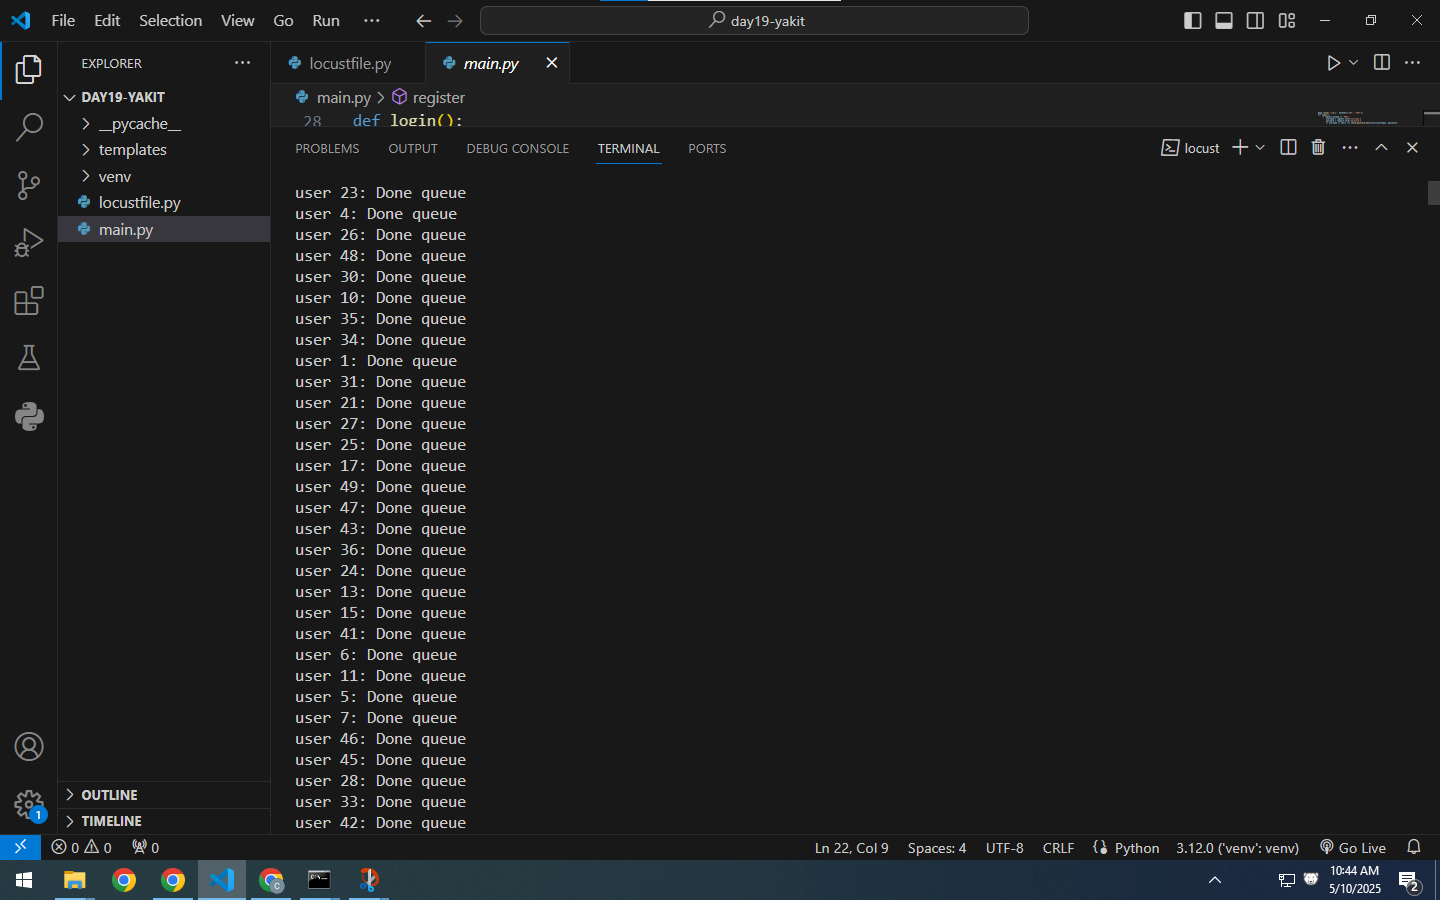 File Edit Selection View Go Run ··· day19-yakit
EXPLORER ···
DAY19-YAKIT
__pycache__
templates
venv
locustfile.py
main.py
OUTLINE
TIMELINE
locustfile.py main.py
main.py > register
28 def login():
PROBLEMS OUTPUT DEBUG CONSOLE TERMINAL PORTS locust
user 23: Done queue
user 4: Done queue
user 26: Done queue
user 48: Done queue
user 30: Done queue
user 10: Done queue
user 35: Done queue
user 34: Done queue
user 1: Done queue
user 31: Done queue
user 21: Done queue
user 27: Done queue
user 25: Done queue
user 17: Done queue
user 49: Done queue
user 47: Done queue
user 43: Done queue
user 36: Done queue
user 24: Done queue
user 13: Done queue
user 15: Done queue
user 41: Done queue
user 6: Done queue
user 11: Done queue
user 5: Done queue
user 7: Done queue
user 46: Done queue
user 45: Done queue
user 28: Done queue
user 33: Done queue
user 42: Done queue
1
0 0 0 Ln 22, Col 9 Spaces: 4 UTF-8 CRLF Python 3.12.0 ('venv': venv) Go Live
10:44 AM
5/10/2025
2